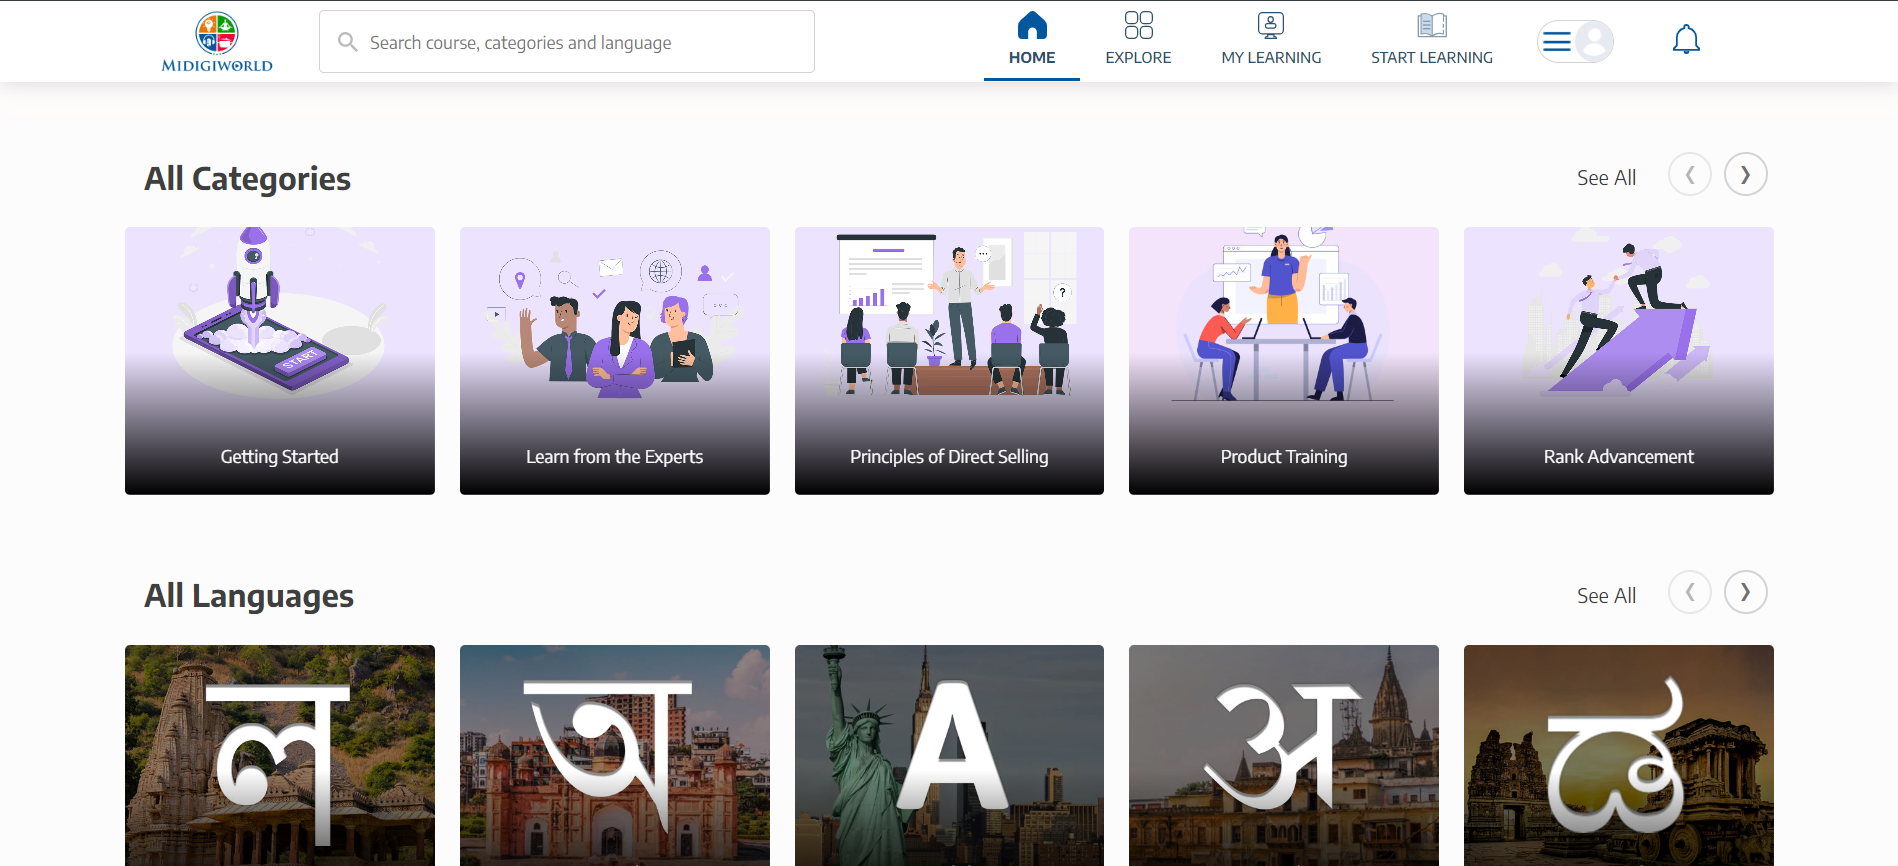 MIDIGIWORLD
Search course, categories and language
HOME
EXPLORE
MY LEARNING
START LEARNING
All Categories
See All
START
?
Getting Started
Learn from the Experts
Principles of Direct Selling
Product Training
Rank Advancement
All Languages
See All
ल
অ
A
अ
ಡ